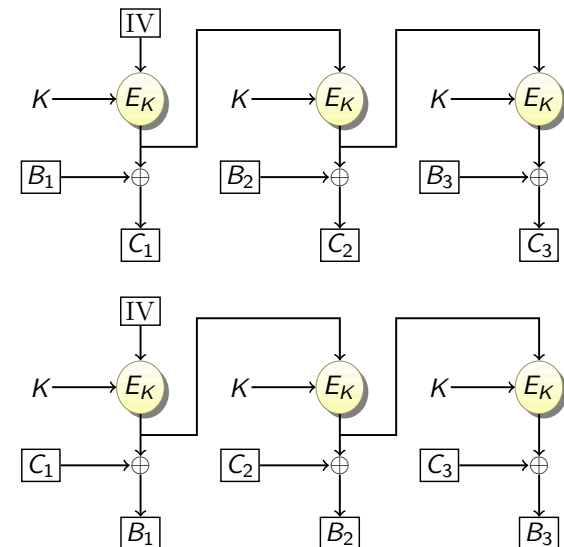 IV
K E_K K E_K K E_K
B_1 B_2 B_3
C_1 C_2 C_3
IV
K E_K K E_K K E_K
C_1 C_2 C_3
B_1 B_2 B_3